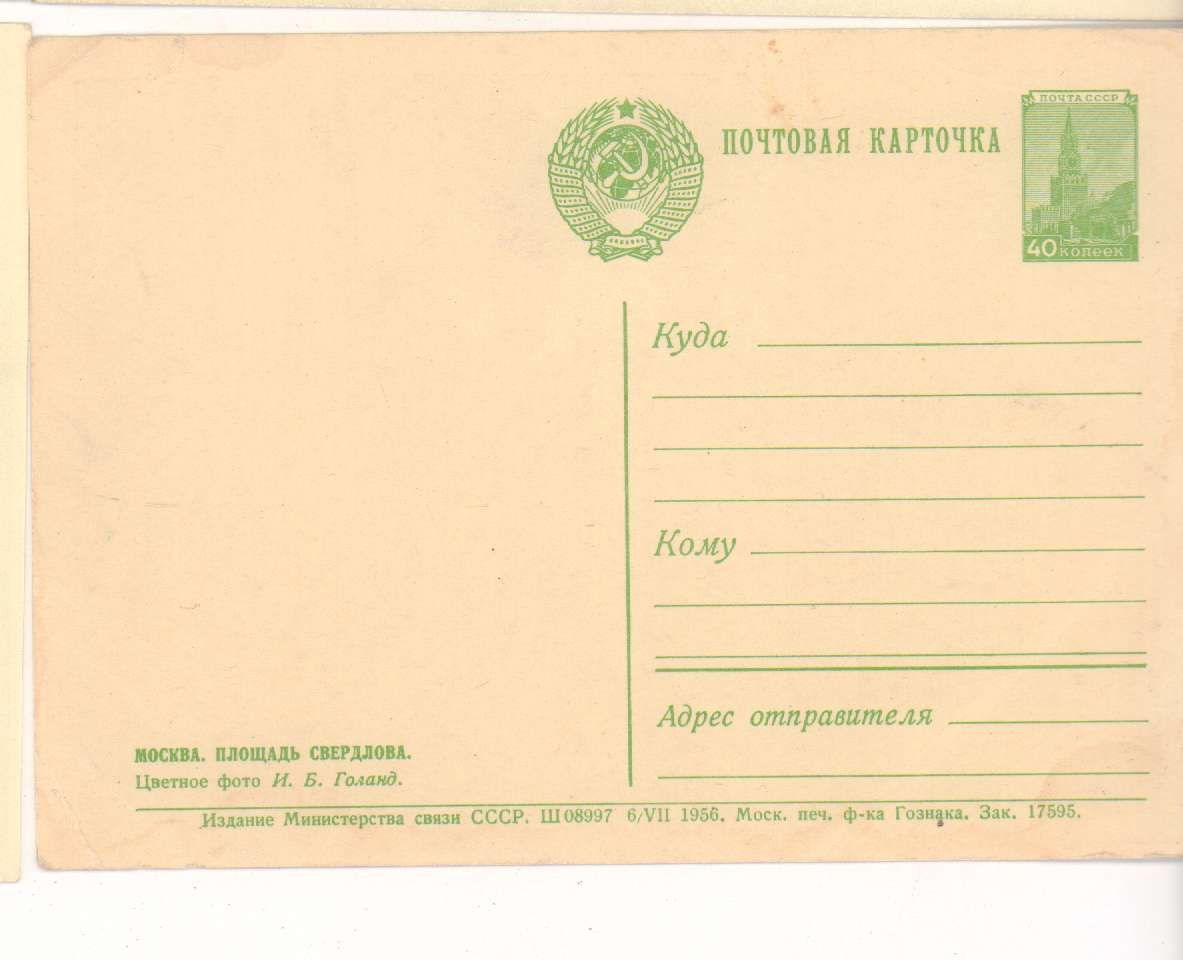 ПОЧТОВАЯ КАРТОЧКА
ПОЧТА СССР
40 копеек
Куда
Кому
Адрес отправителя
МОСКВА. ПЛОЩАДЬ СВЕРДЛОВА.
Цветное фото И. Б. Голанд.
Издание Министерства связи СССР. Ш08997 6/VII 1956. Моск. печ. ф-ка Гознака. Зак. 17595.